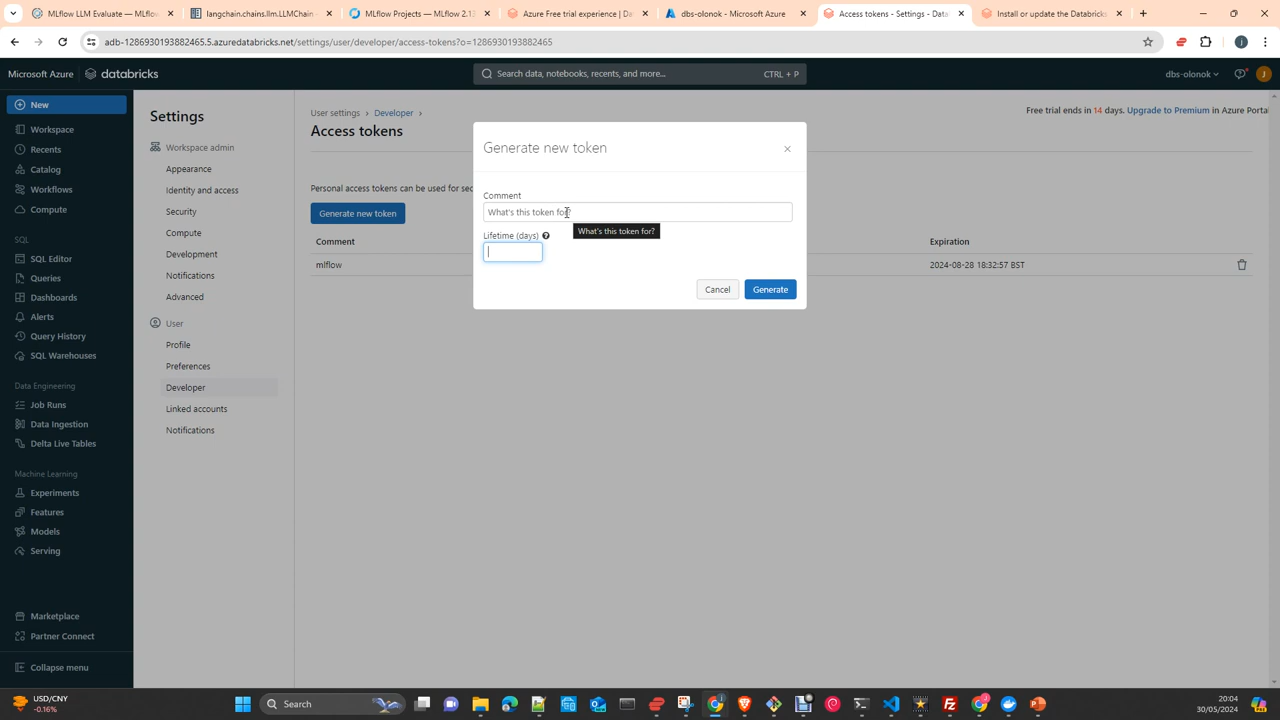 MLflow LLM Evaluate — MLflow
langchain.chains.llm.LLMChain
MLflow Projects — MLflow 2.13
Azure Free trial experience | Da
dbs-olonok - Microsoft Azure
Access tokens - Settings - Data
Install or update the Databricks
adb-1286930193882465.5.azuredatabricks.net/settings/user/developer/access-tokens?o=1286930193882465
Microsoft Azure
databricks
Search data, notebooks, recents, and more...
CTRL + P
dbs-olonok
J
New
Workspace
Recents
Catalog
Workflows
Compute
SQL
SQL Editor
Queries
Dashboards
Alerts
Query History
SQL Warehouses
Data Engineering
Job Runs
Data Ingestion
Delta Live Tables
Machine Learning
Experiments
Features
Models
Serving
Marketplace
Partner Connect
Collapse menu
Settings
Workspace admin
Appearance
Identity and access
Security
Compute
Development
Notifications
Advanced
User
Profile
Preferences
Developer
Linked accounts
Notifications
User settings > Developer >
Access tokens
Free trial ends in 14 days. Upgrade to Premium in Azure Portal
Personal access tokens can be used for sec
Generate new token
Comment
Expiration
mlflow
2024-08-28 18:32:57 BST
Generate new token
Comment
What's this token for?
What's this token for?
Lifetime (days)
Cancel
Generate
USD/CNY
-0.16%
Search
20:04
30/05/2024